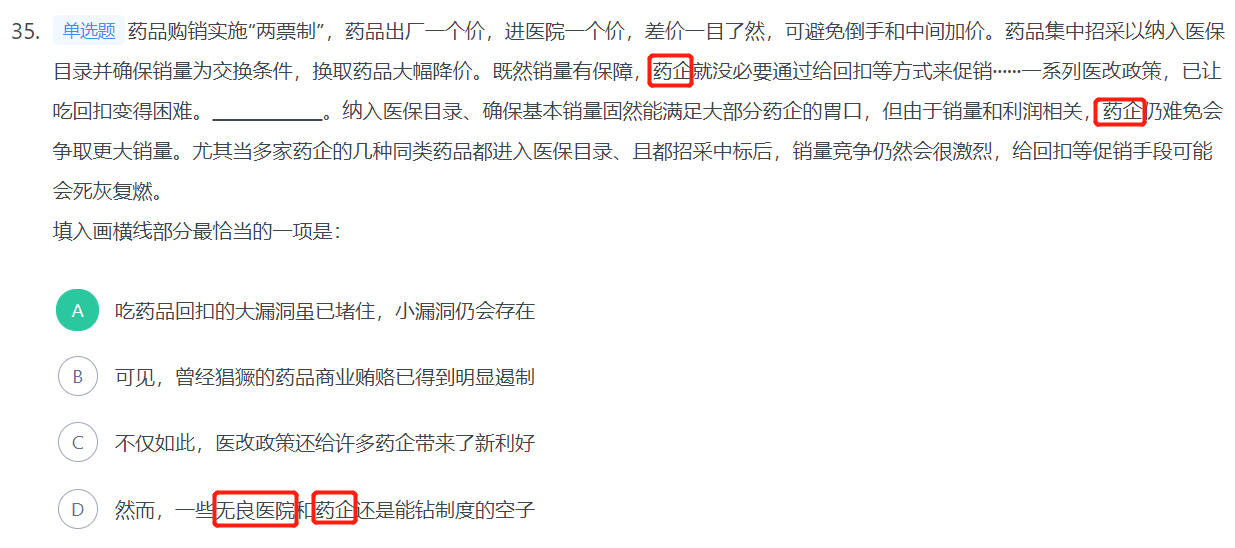 35. 单选题 药品购销实施“两票制”，药品出厂一个价，进医院一个价，差价一目了然，可避免倒手和中间加价。药品集中招采以纳入医保
目录并确保销量为交换条件，换取药品大幅降价。既然销量有保障，药企就没必要通过给回扣等方式来促销······一系列医改政策，已让
吃回扣变得困难。___________。纳入医保目录、确保基本销量固然能满足大部分药企的胃口，但由于销量和利润相关，药企仍难免会
争取更大销量。尤其当多家药企的几种同类药品都进入医保目录、且都招采中标后，销量竞争仍然会很激烈，给回扣等促销手段可能
会死灰复燃。
填入画横线部分最恰当的一项是：
A 吃药品回扣的大漏洞虽已堵住，小漏洞仍会存在
B 可见，曾经猖獗的药品商业贿赂已得到明显遏制
C 不仅如此，医改政策还给许多药企带来了新利好
D 然而，一些无良医院和药企还是能钻制度的空子